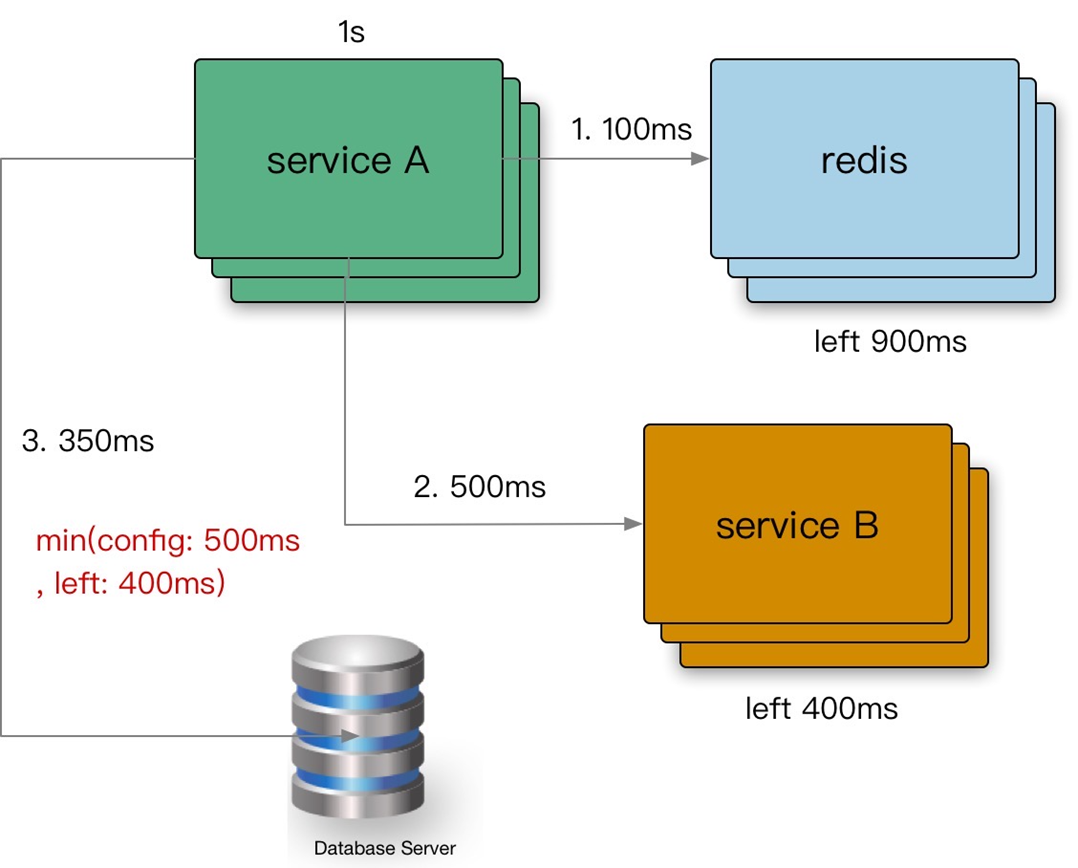 1s
service A
1. 100ms
redis
left 900ms
3. 350ms
2. 500ms
min(config: 500ms
, left: 400ms)
service B
left 400ms
Database Server